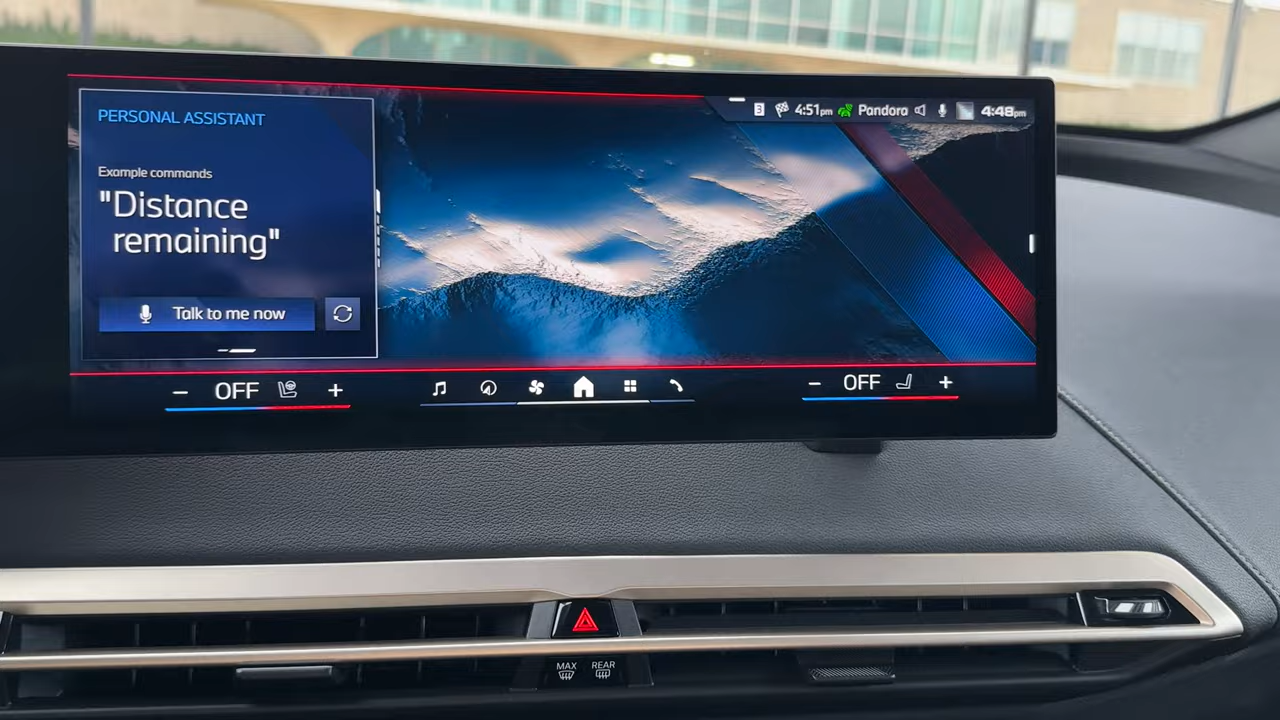 PERSONAL ASSISTANT
Example commands
"Distance
remaining"
Talk to me now
3 4:51pm Pandora 4:48pm
− OFF +
− OFF +
MAX REAR